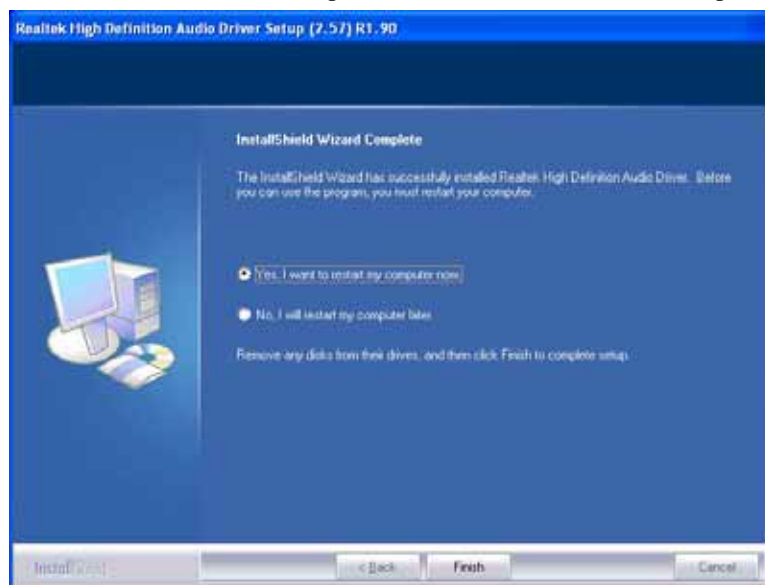 Realtek High Definition Audio Driver Setup (2.57) R1.90
InstallShield Wizard Complete
The InstallShield Wizard has successfully installed Realtek High Definition Audio Driver. Before
you can use the program, you must restart your computer.
Yes, I want to restart my computer now.
No, I will restart my computer later.
Remove any disks from their drives, and then click Finish to complete setup.
InstallShield
< Back
Finish
Cancel